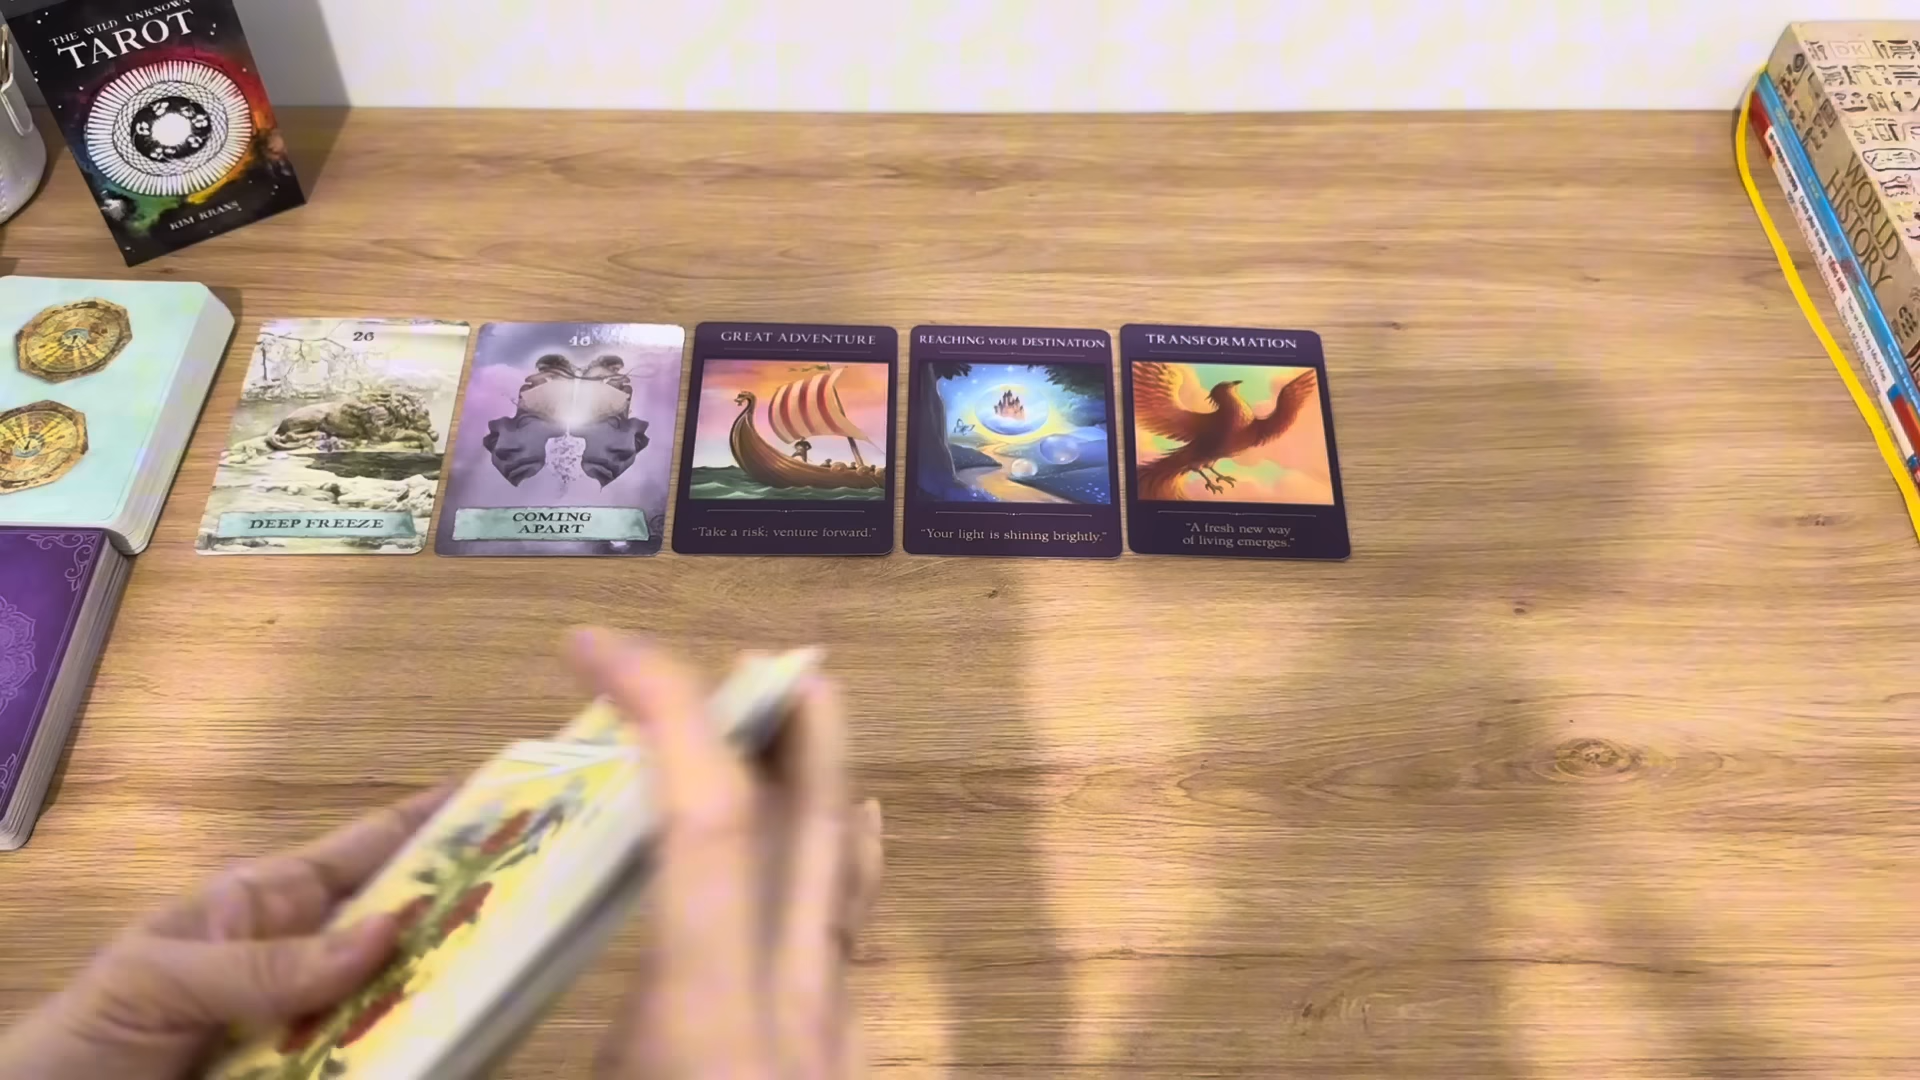 THE WILD UNKNOWN
TAROT
KIM KRANS
DK
WORLD
HISTORY
26
DEEP FREEZE
46
COMING
APART
GREAT ADVENTURE
"Take a risk; venture forward."
REACHING YOUR DESTINATION
"Your light is shining brightly."
TRANSFORMATION
"A fresh new way
of living emerges."